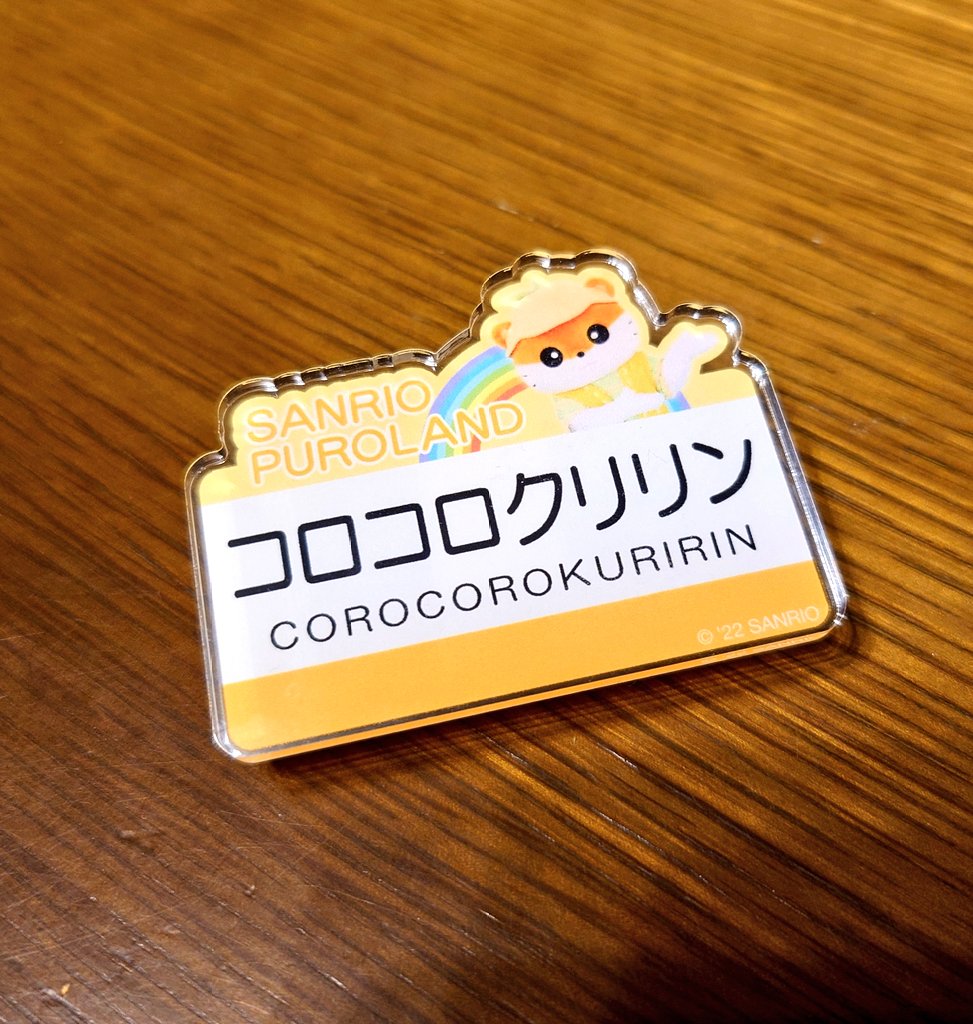 SANRIO
PUROLAND
コロコロクリリン
COROCOROKURIRIN
© '22 SANRIO